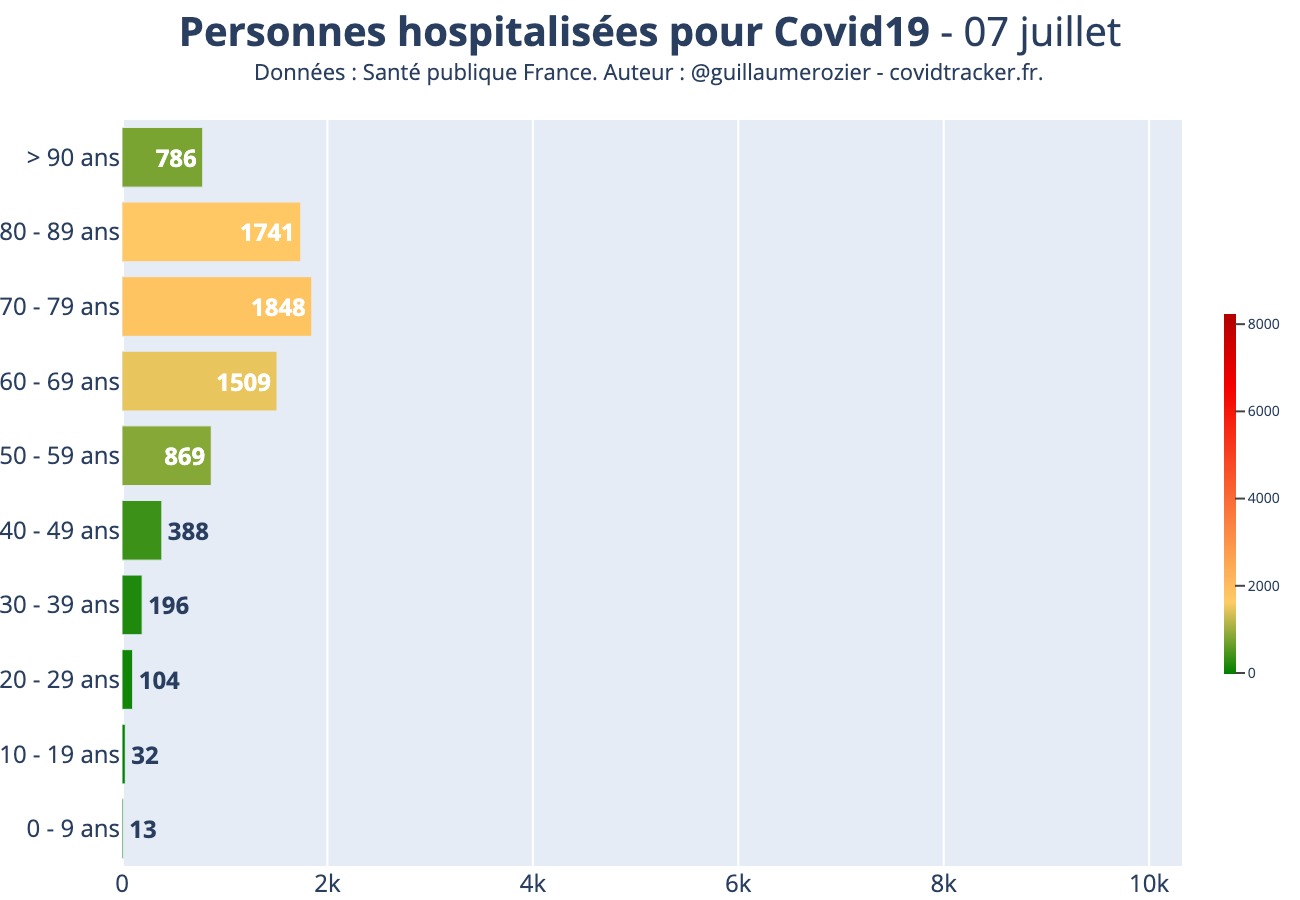 Personnes hospitalisées pour Covid19 - 07 juillet
Données : Santé publique France. Auteur : @guillaumerozier - covidtracker.fr.
> 90 ans 786
80 - 89 ans 1741
70 - 79 ans 1848
60 - 69 ans 1509
50 - 59 ans 869
40 - 49 ans 388
30 - 39 ans 196
20 - 29 ans 104
10 - 19 ans 32
0 - 9 ans 13
0 2k 4k 6k 8k 10k
8000
6000
4000
2000
0